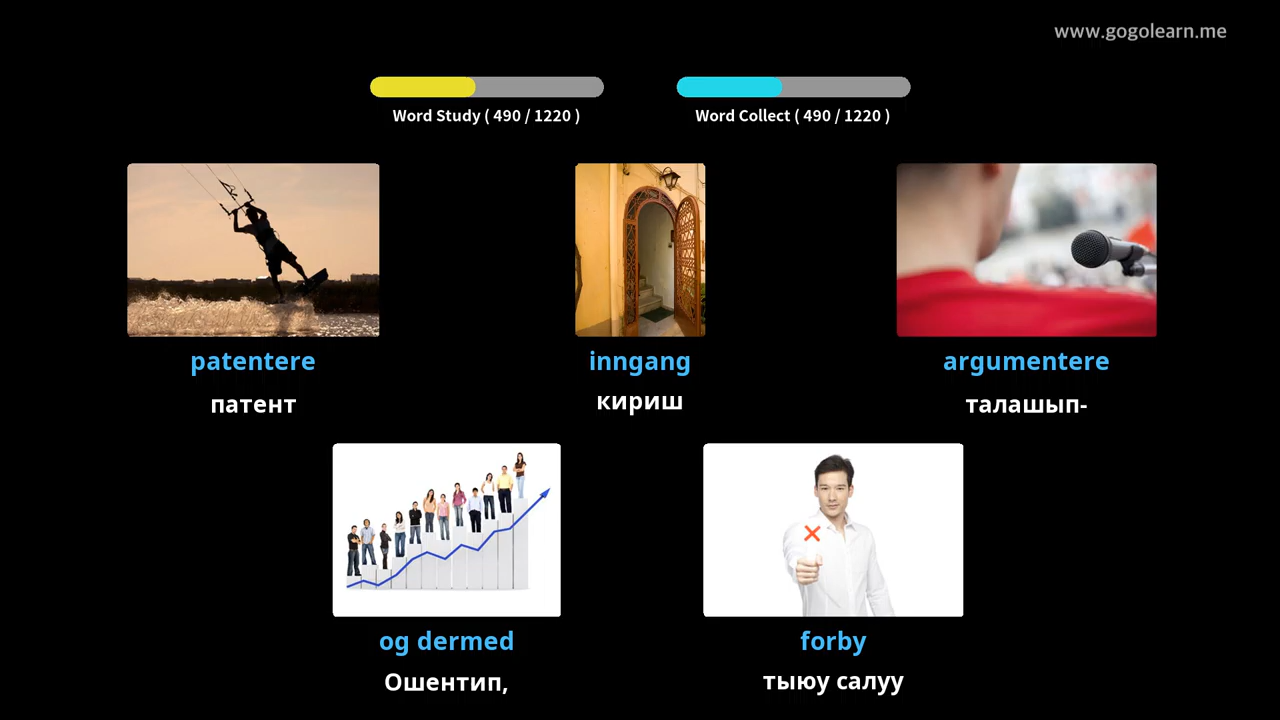 www.gogolearn.me
Word Study ( 490 / 1220 )
Word Collect ( 490 / 1220 )
patentere
inngang
argumentere
патент
кириш
талашып-
og dermed
forby
Ошентип,
тыюу салуу